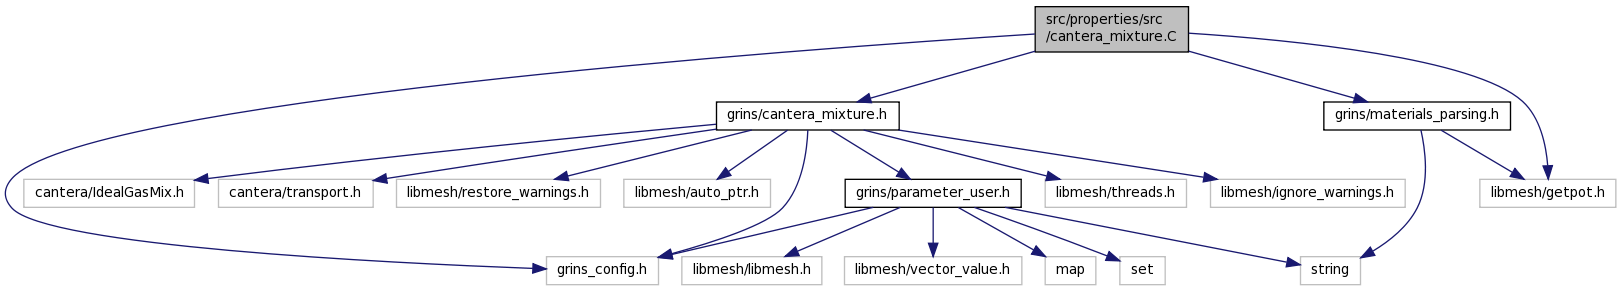 src/properties/src
/cantera_mixture.C
grins/cantera_mixture.h
grins/materials_parsing.h
cantera/IdealGasMix.h
cantera/transport.h
libmesh/restore_warnings.h
libmesh/auto_ptr.h
grins/parameter_user.h
libmesh/threads.h
libmesh/ignore_warnings.h
libmesh/getpot.h
grins_config.h
libmesh/libmesh.h
libmesh/vector_value.h
map
set
string